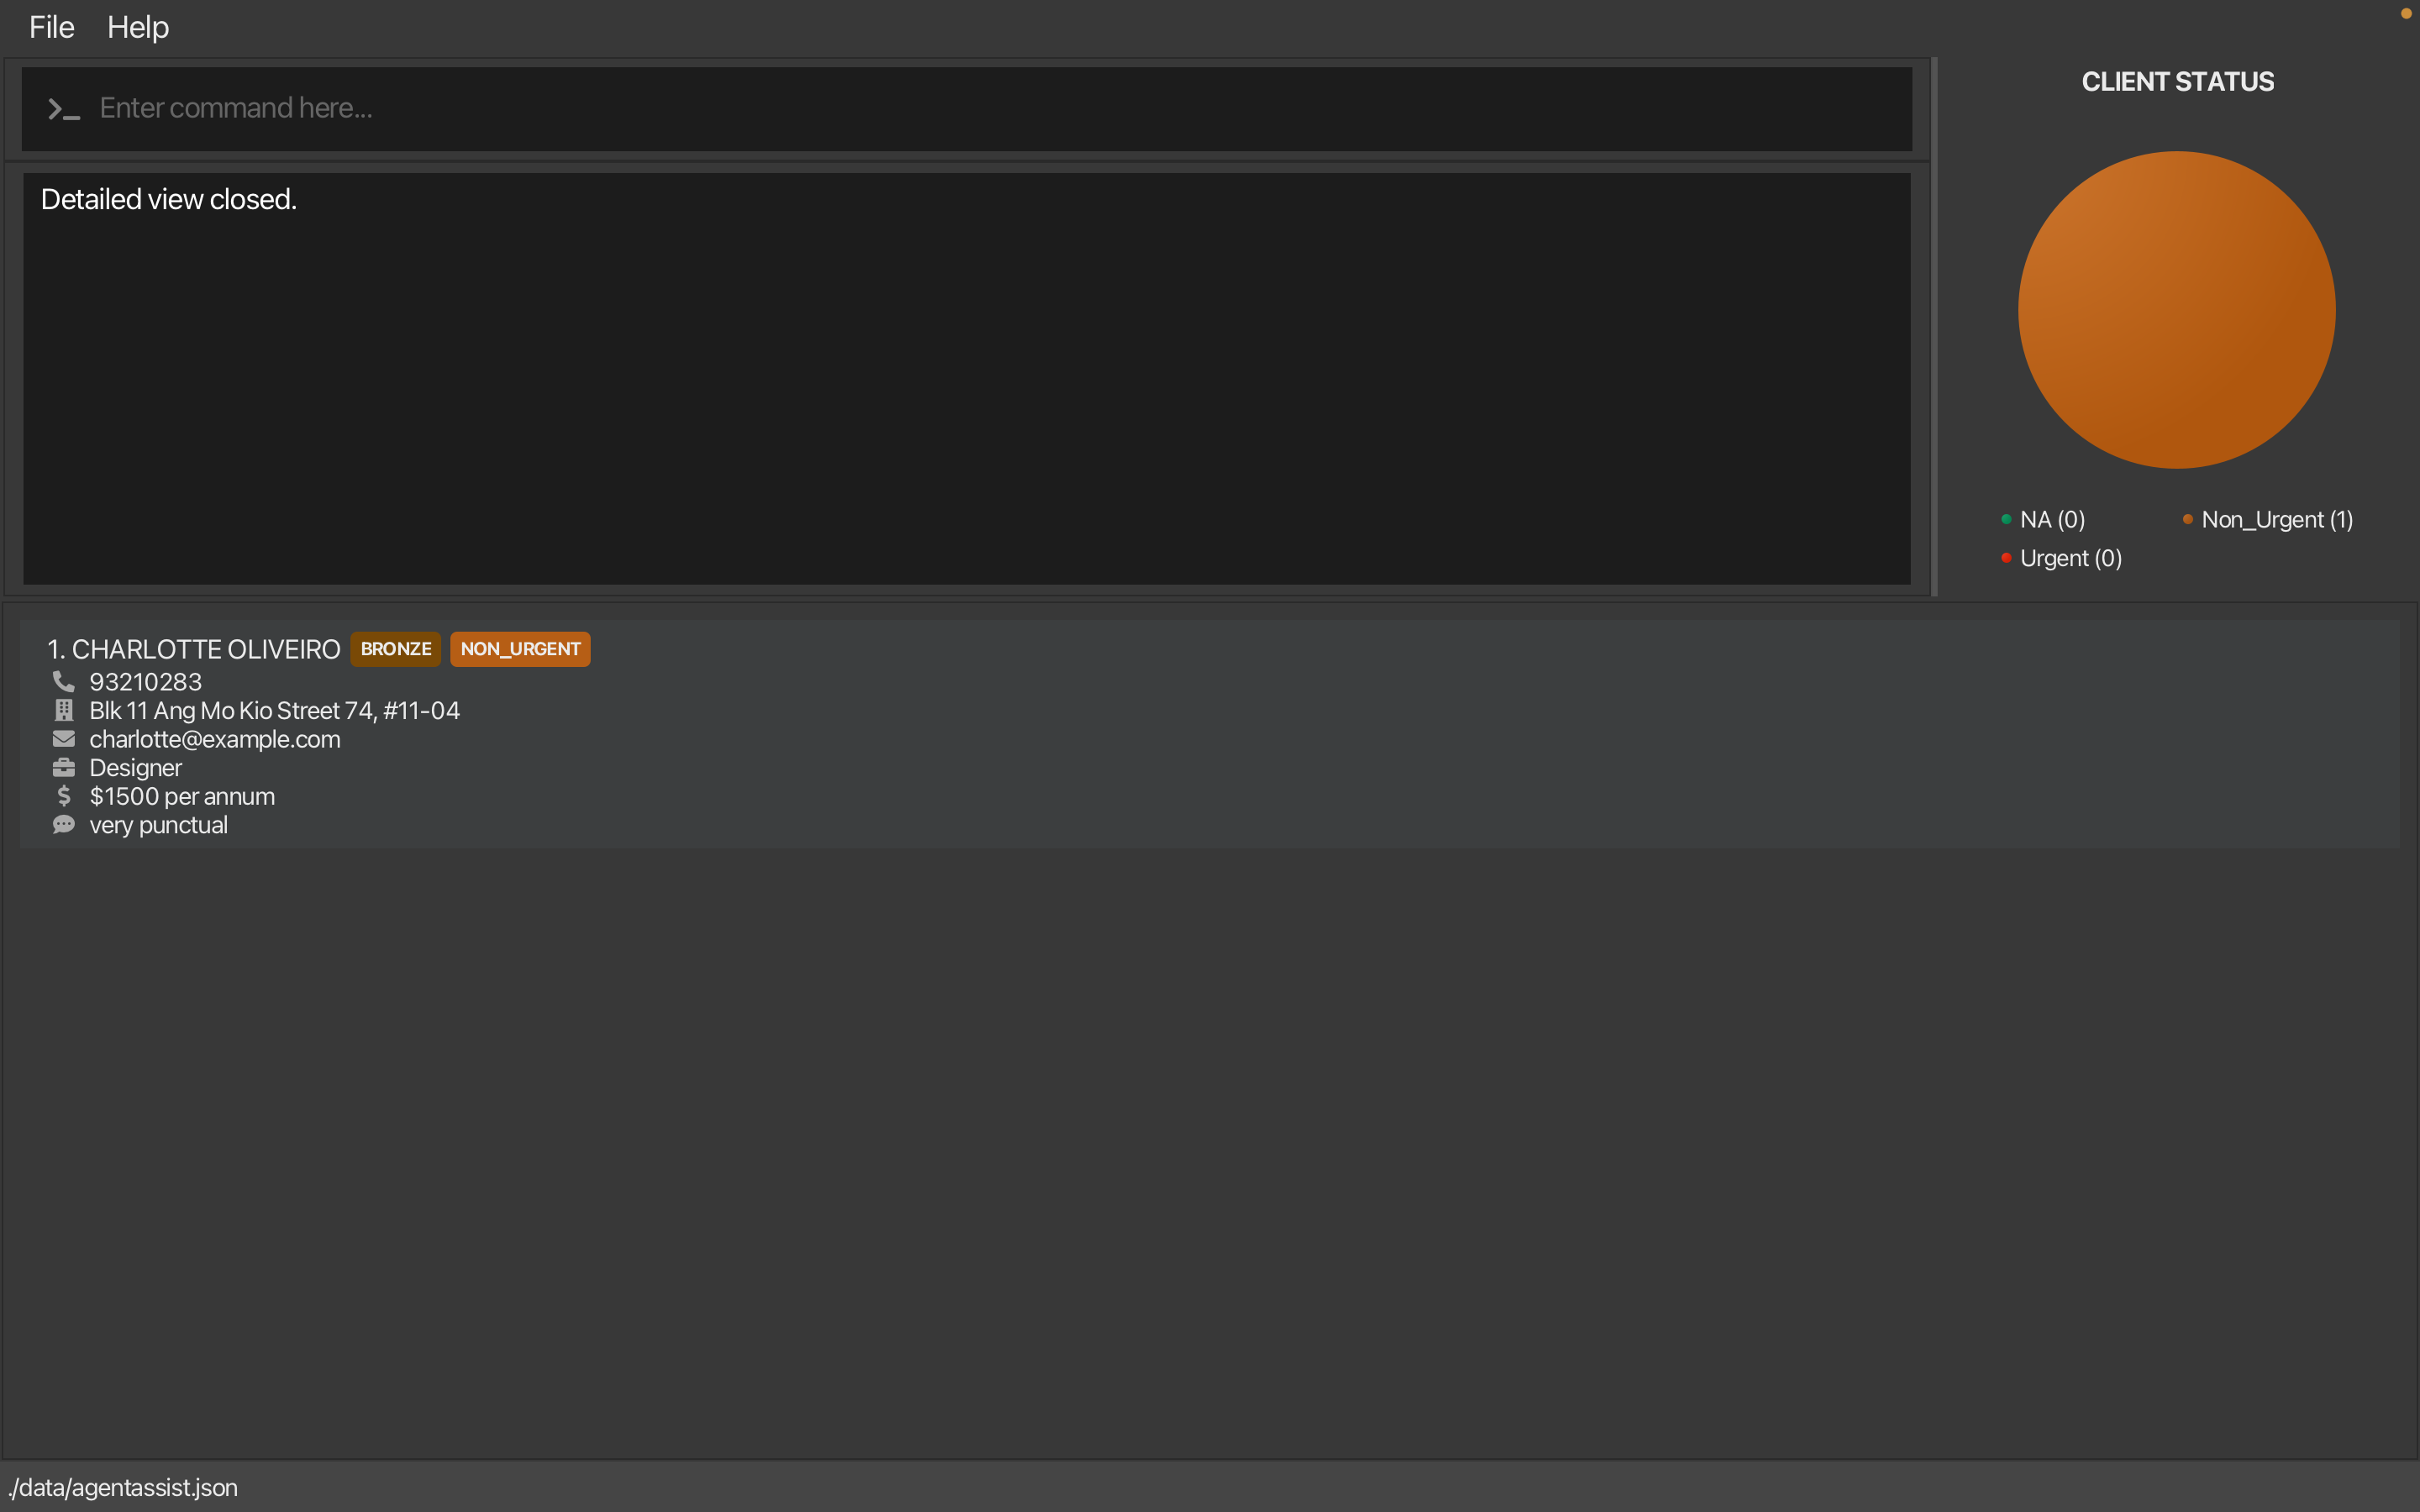 File Help
Enter command here...
Detailed view closed.
CLIENT STATUS
NA (0) Non_Urgent (1)
Urgent (0)
1. CHARLOTTE OLIVEIRO BRONZE NON_URGENT
93210283
Blk 11 Ang Mo Kio Street 74, #11-04
charlotte@example.com
Designer
$1500 per annum
very punctual
./data/agentassist.json